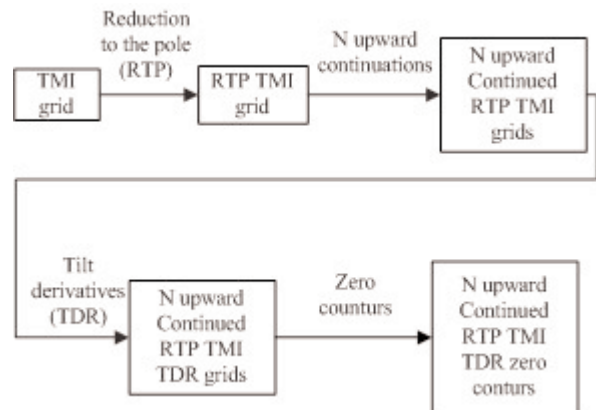 Reduction
to the pole
(RTP)
N upward
continuations
TMI
grid
RTP TMI
grid
N upward
Continued
RTP TMI
grids
Tilt
derivatives
(TDR)
Zero
counturs
N upward
Continued
RTP TMI
TDR grids
N upward
Continued
RTP TMI
TDR zero
conturs